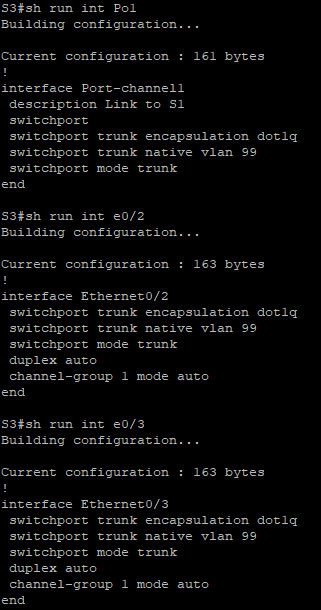 S3#sh run int Po1
Building configuration...

Current configuration : 161 bytes
!
interface Port-channel1
 description Link to S1
 switchport
 switchport trunk encapsulation dot1q
 switchport trunk native vlan 99
 switchport mode trunk
end

S3#sh run int e0/2
Building configuration...

Current configuration : 163 bytes
!
interface Ethernet0/2
 switchport trunk encapsulation dot1q
 switchport trunk native vlan 99
 switchport mode trunk
 duplex auto
 channel-group 1 mode auto
end

S3#sh run int e0/3
Building configuration...

Current configuration : 163 bytes
!
interface Ethernet0/3
 switchport trunk encapsulation dot1q
 switchport trunk native vlan 99
 switchport mode trunk
 duplex auto
 channel-group 1 mode auto
end